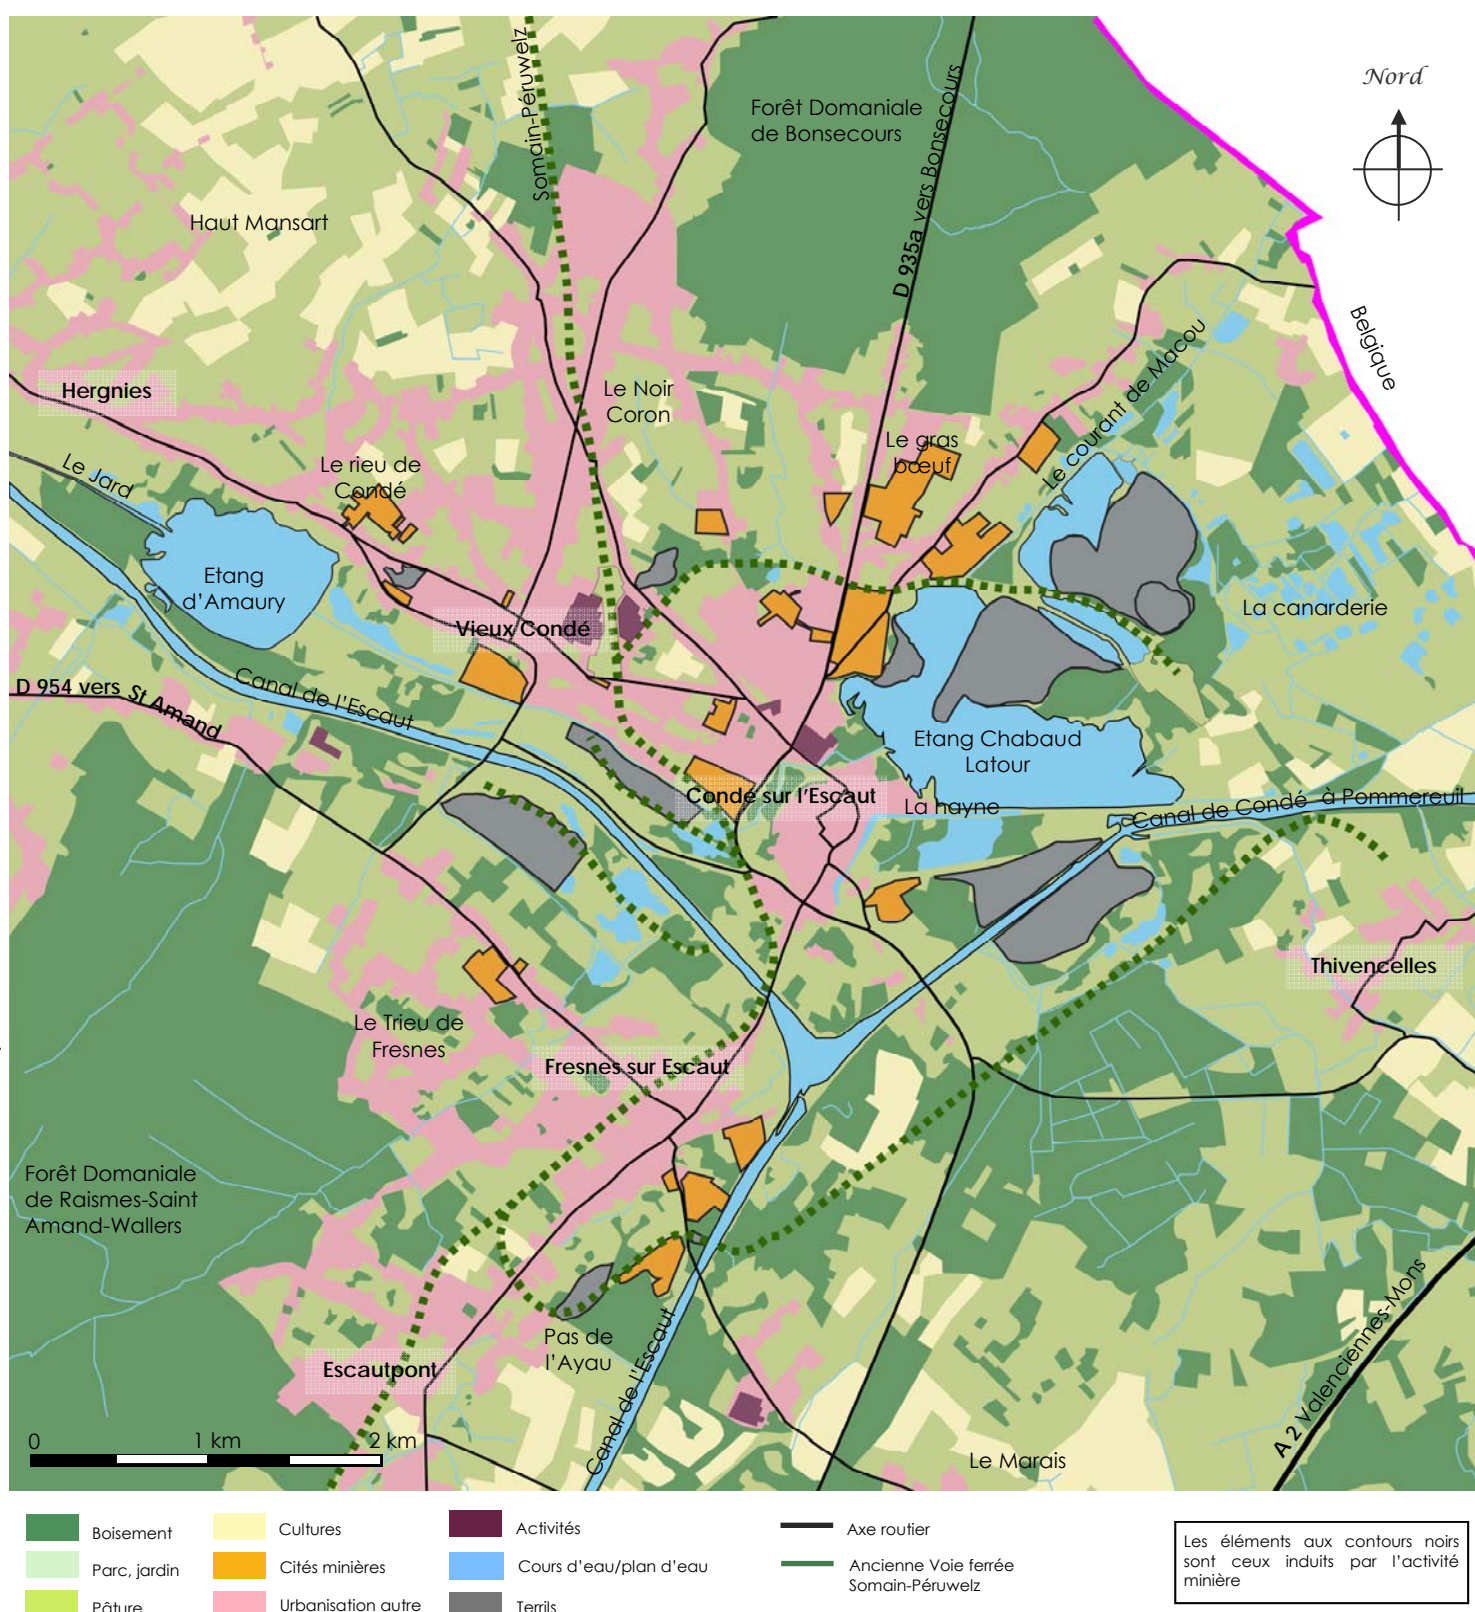 Nord
Somain-Péruwelz
Forêt Domaniale
de Bonsecours
D 935a vers Bonsecours
Haut Mansart
Belgique
Hergnies
Le Noir
Coron
Le courant de Macou
Le gras
bœuf
Le Jard
Le rieu de
Condé
Etang
d'Amaury
La canarderie
Vieux Condé
D 954 vers St Amand
Canal de l'Escaut
Etang Chabaud
Latour
Condé sur l'Escaut
La hayne
Canal de Condé à Pommereuil
Thivencelles
Le Trieu de
Fresnes
Fresnes sur Escaut
Forêt Domaniale
de Raismes-Saint
Amand-Wallers
Pas de
l'Ayau
Escautpont
Canal de l'Escaut
A 2 Valenciennes-Mons
Le Marais
0 1 km 2 km
Boisement
Parc, jardin
Pâture
Cultures
Cités minières
Urbanisation autre
Activités
Cours d'eau/plan d'eau
Terrils
Axe routier
Ancienne Voie ferrée
Somain-Péruwelz
Les éléments aux contours noirs
sont ceux induits par l'activité
minière